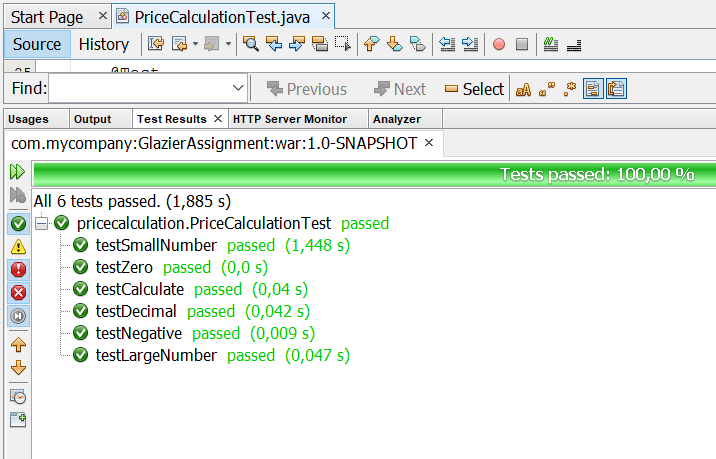 Start Page PriceCalculationTest.java
Source History
25 @Test
Find: Previous Next Select
Usages Output Test Results HTTP Server Monitor Analyzer
com.mycompany:GlazierAssignment:war:1.0-SNAPSHOT
Tests passed: 100,00 %
All 6 tests passed. (1,885 s)
pricecalculation.PriceCalculationTest passed
testSmallNumber passed (1,448 s)
testZero passed (0,0 s)
testCalculate passed (0,04 s)
testDecimal passed (0,042 s)
testNegative passed (0,009 s)
testLargeNumber passed (0,047 s)